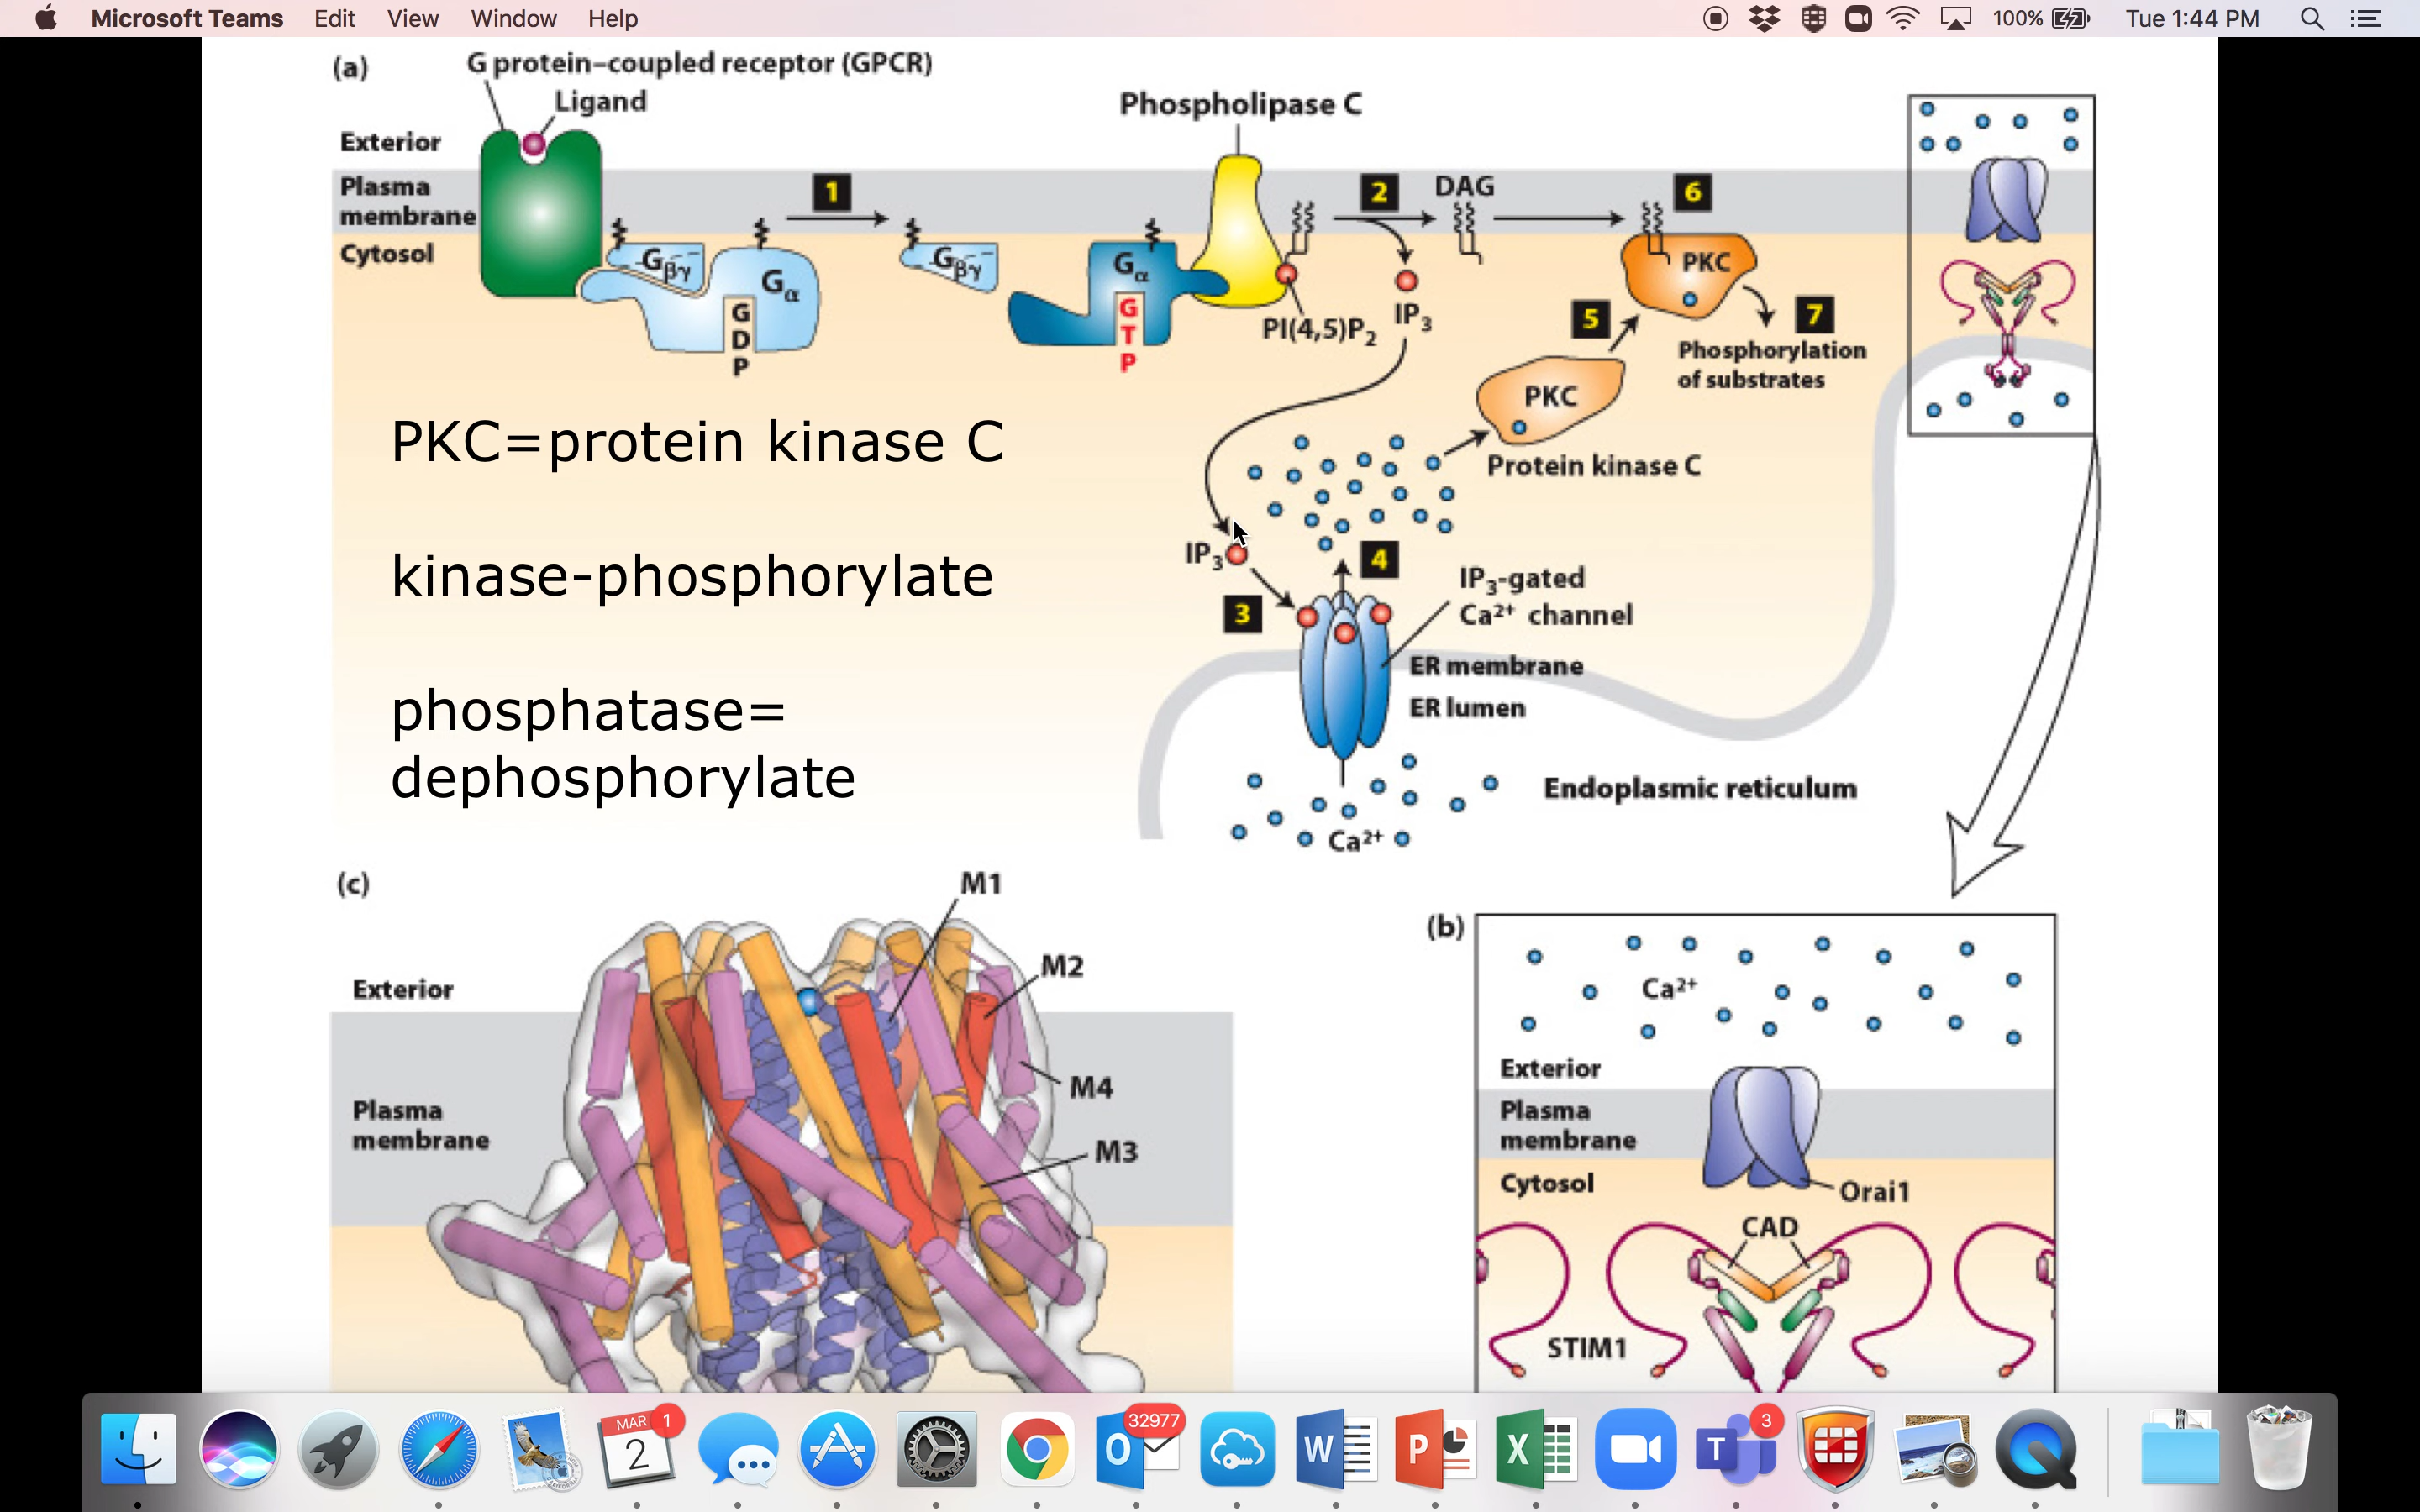 Microsoft Teams Edit View Window Help
100% Tue 1:44 PM
(a)
G protein–coupled receptor (GPCR)
Ligand
Phospholipase C
Exterior
Plasma
membrane
Cytosol
1
2
DAG
6
Gβγ
Gα
G
D
P
Gβγ
Gα
G
T
P
PI(4,5)P2
IP3
PKC
5
7
Phosphorylation
of substrates
PKC
Protein kinase C
PKC=protein kinase C
kinase-phosphorylate
phosphatase=
dephosphorylate
IP3
3
4
IP3-gated
Ca2+ channel
ER membrane
ER lumen
Endoplasmic reticulum
Ca2+
(c)
M1
M2
M4
M3
Exterior
Plasma
membrane
(b)
Ca2+
Exterior
Plasma
membrane
Cytosol
Orai1
CAD
STIM1
MAR
2
1
32977
O
W
P
X
T
3